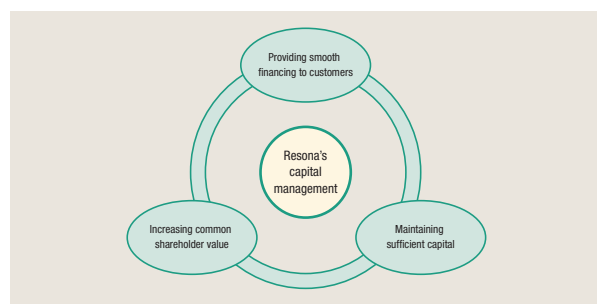 Providing smooth
financing to customers
Resona's
capital
management
Increasing common
shareholder value
Maintaining
sufficient capital